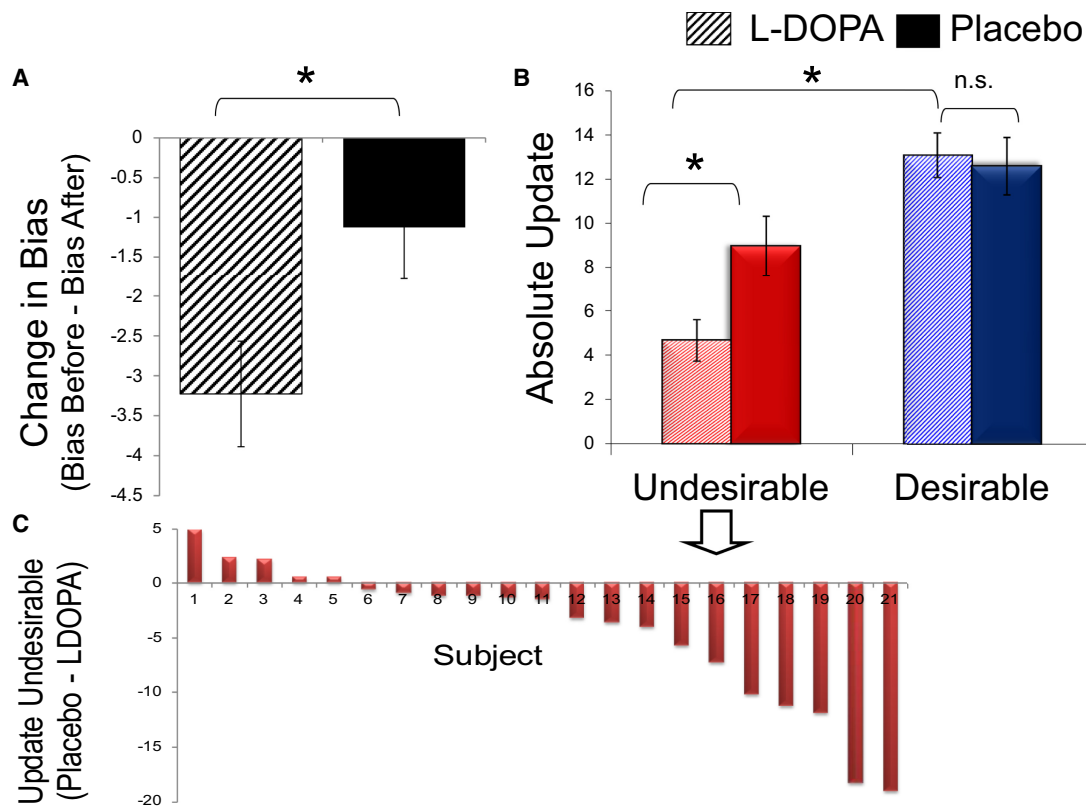 L-DOPA Placebo
A
*
Change in Bias
(Bias Before - Bias After)
0
-0.5
-1
-1.5
-2
-2.5
-3
-3.5
-4
-4.5
B
*
n.s.
*
Absolute Update
16
14
12
10
8
6
4
2
0
Undesirable Desirable
C
Update Undesirable
(Placebo - LDOPA)
5
0
-5
-10
-15
-20
1 2 3 4 5 6 7 8 9 10 11 12 13 14 15 16 17 18 19 20 21
Subject